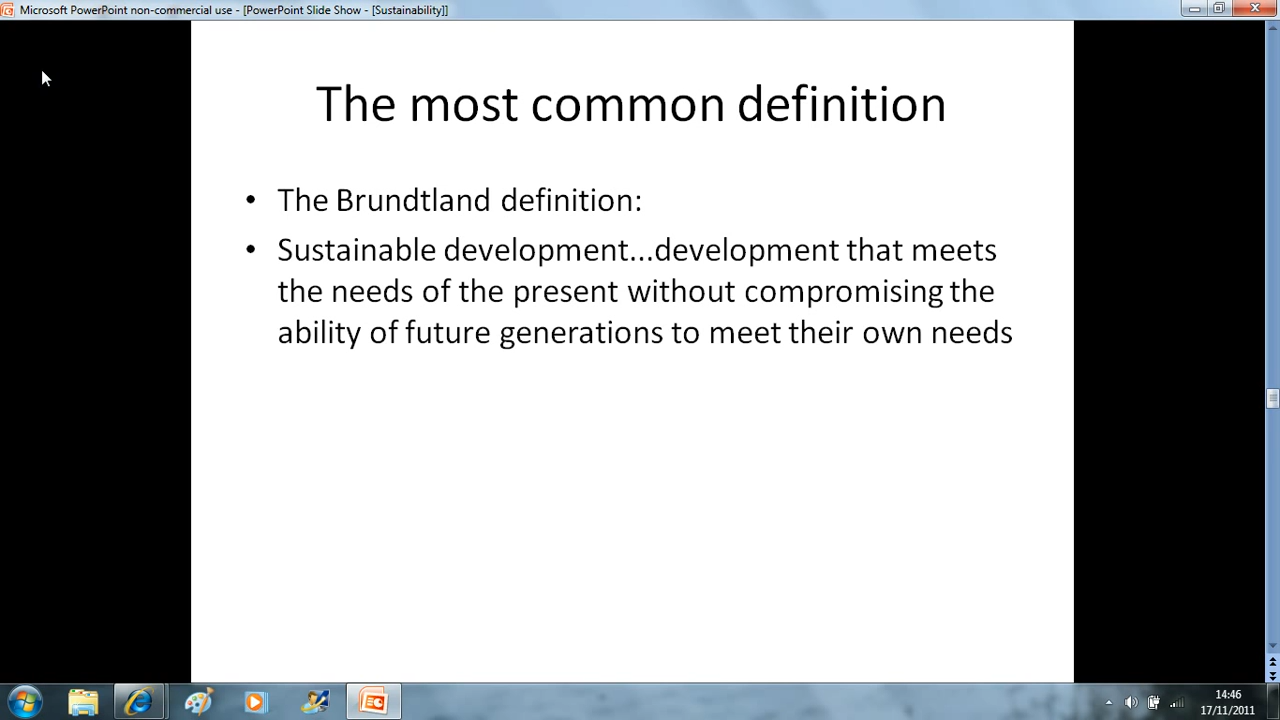 Microsoft PowerPoint non-commercial use - [PowerPoint Slide Show - [Sustainability]]
The most common definition
• The Brundtland definition:
• Sustainable development...development that meets
the needs of the present without compromising the
ability of future generations to meet their own needs
14:46
17/11/2011